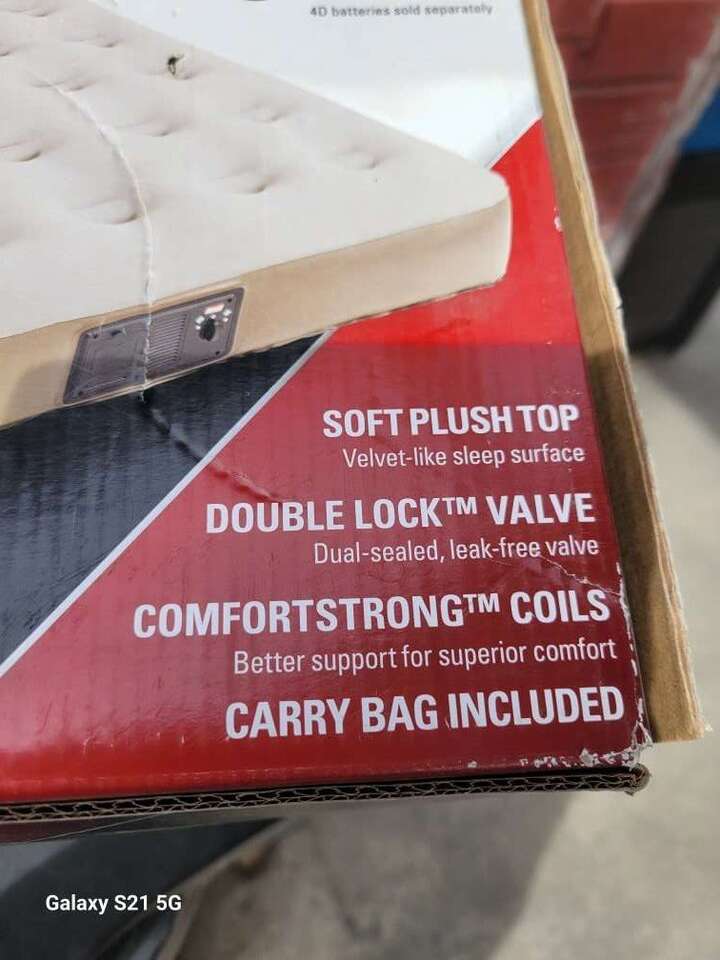 4D batteries sold separately
SOFT PLUSH TOP
Velvet-like sleep surface
DOUBLE LOCK™ VALVE
Dual-sealed, leak-free valve
COMFORTSTRONG™ COILS
Better support for superior comfort
CARRY BAG INCLUDED
Galaxy S21 5G